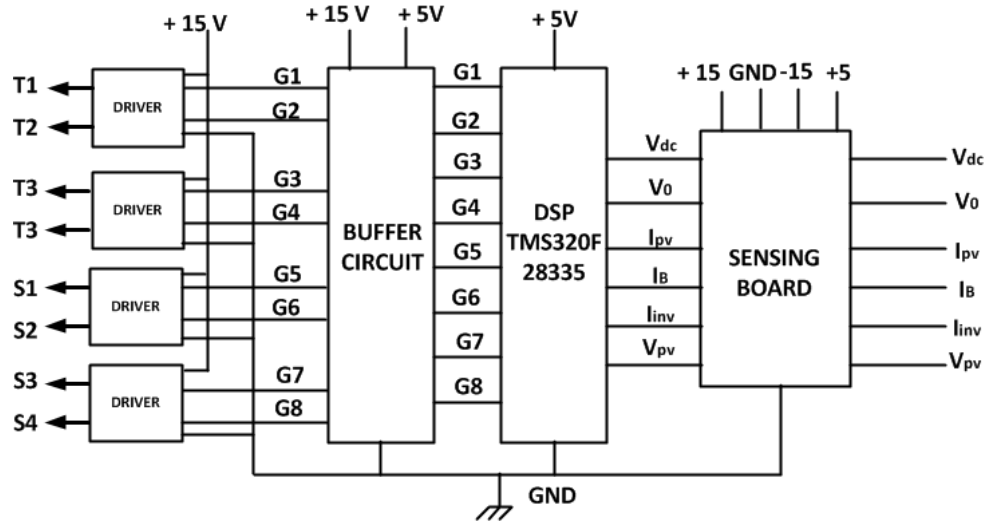 + 15 V
+ 15 V
+ 5V
+ 5V
+ 15 GND -15 +5
T1
T2
DRIVER
G1
G2
T3
T3
DRIVER
G3
G4
S1
S2
DRIVER
G5
G6
S3
S4
DRIVER
G7
G8
BUFFER
CIRCUIT
G1
G2
G3
G4
G5
G6
G7
G8
DSP
TMS320F
28335
Vdc
V0
Ipv
IB
Iinv
Vpv
SENSING
BOARD
Vdc
V0
Ipv
IB
Iinv
Vpv
GND